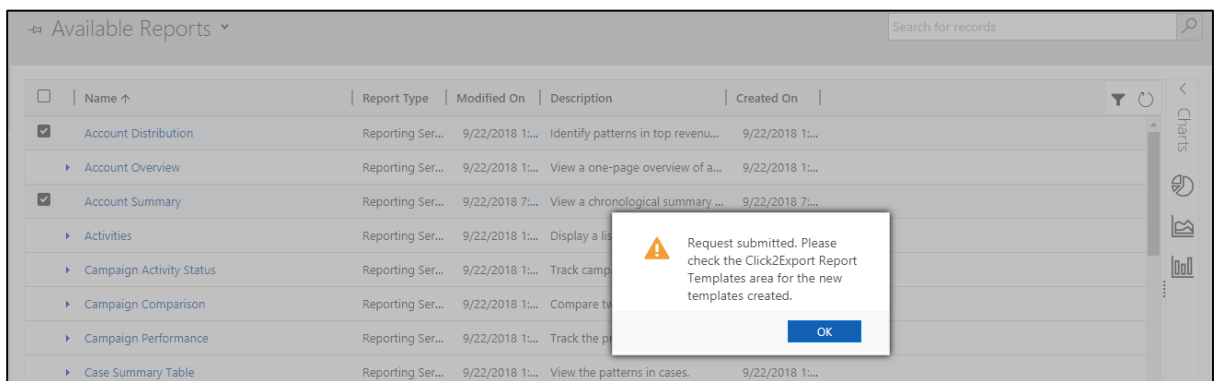 Available Reports
Search for records
Name ↑ Report Type Modified On Description Created On
Account Distribution Reporting Ser... 9/22/2018 1:... Identify patterns in top revenu... 9/22/2018 1:...
Account Overview Reporting Ser... 9/22/2018 1:... View a one-page overview of a... 9/22/2018 1:...
Account Summary Reporting Ser... 9/22/2018 7:... View a chronological summary ... 9/22/2018 7:...
Activities Reporting Ser... 9/22/2018 1:... Display a lis
Campaign Activity Status Reporting Ser... 9/22/2018 1:... Track camp
Campaign Comparison Reporting Ser... 9/22/2018 1:... Compare tw
Campaign Performance Reporting Ser... 9/22/2018 1:... Track the p
Case Summary Table Reporting Ser... 9/22/2018 1:... View the patterns in cases. 9/22/2018 1:...
Request submitted. Please
check the Click2Export Report
Templates area for the new
templates created.
OK
Charts